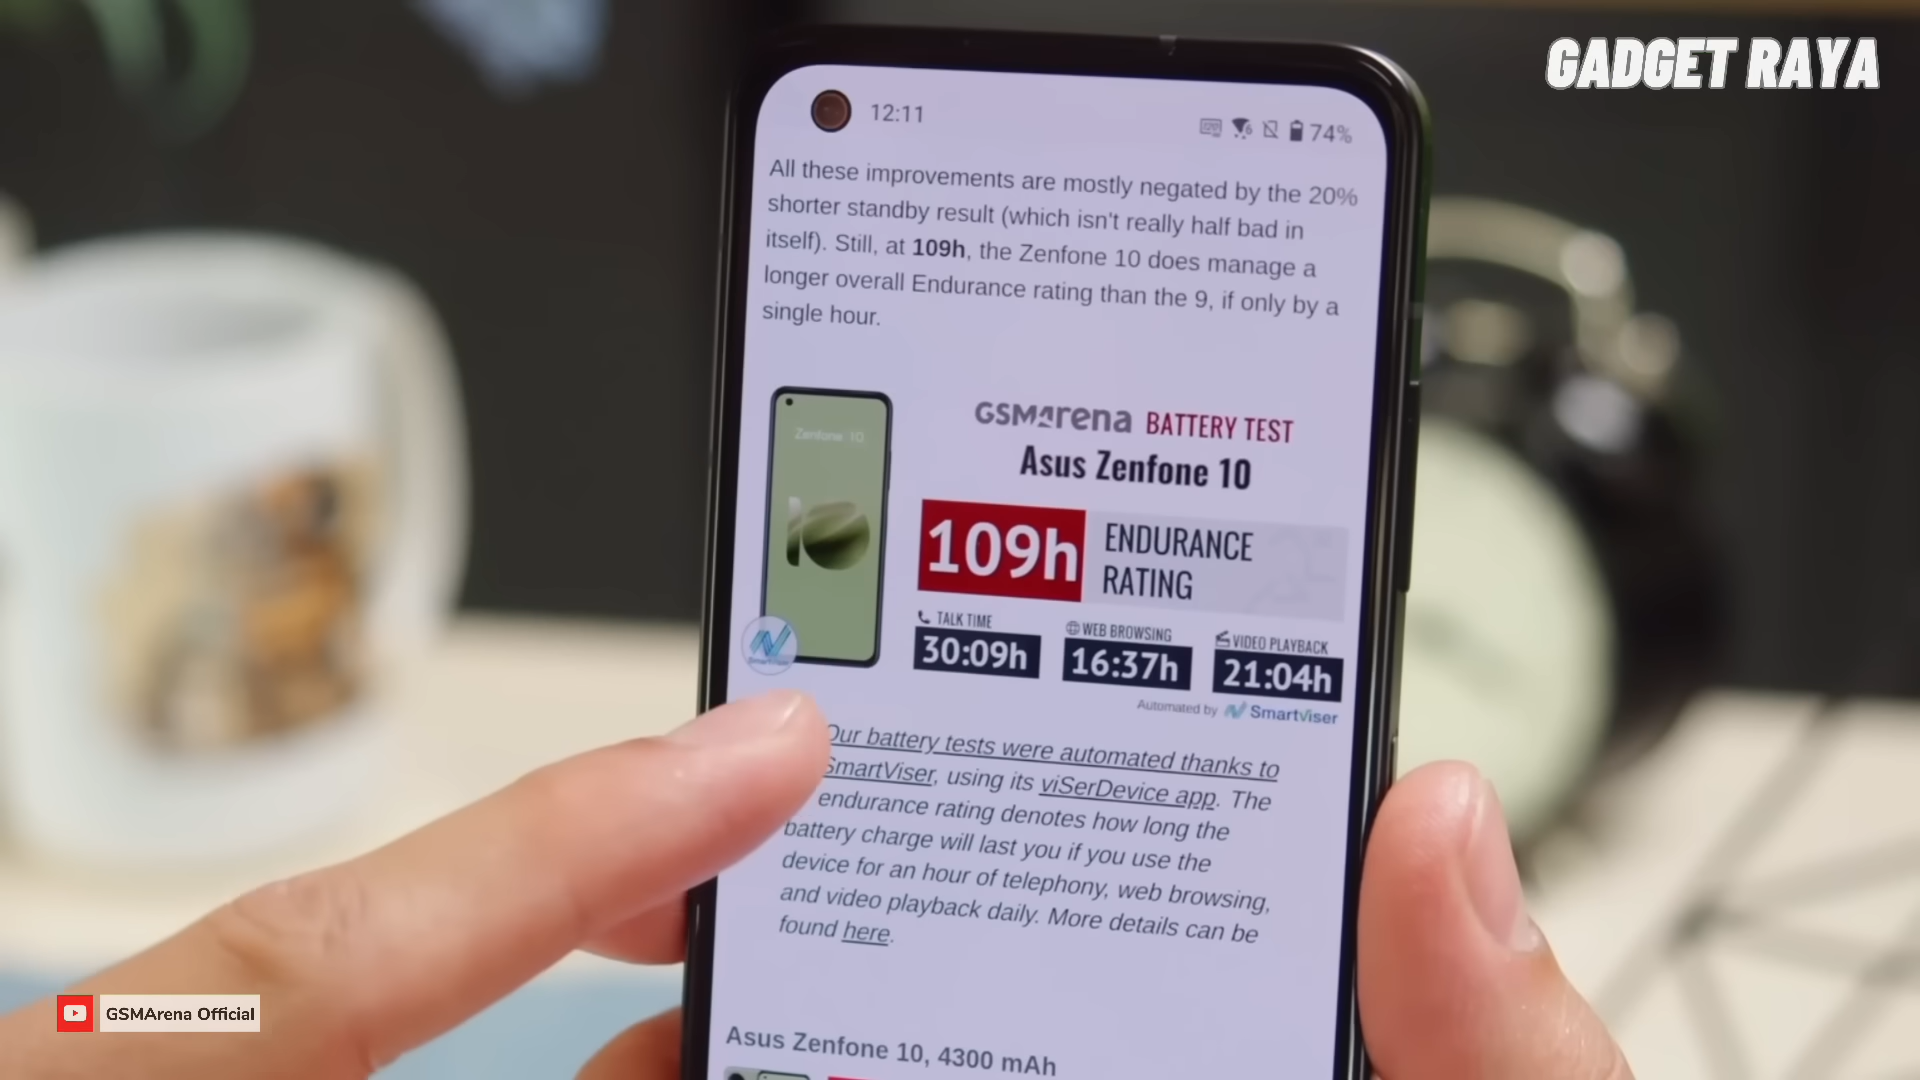 GADGET RAYA
12:11
74%
All these improvements are mostly negated by the 20%
shorter standby result (which isn't really half bad in
itself). Still, at 109h, the Zenfone 10 does manage a
longer overall Endurance rating than the 9, if only by a
single hour.
Zenfone 10
10
GSMArena BATTERY TEST
Asus Zenfone 10
109h
ENDURANCE
RATING
TALK TIME
30:09h
WEB BROWSING
16:37h
VIDEO PLAYBACK
21:04h
SmartViser
Automated by SmartViser
Our battery tests were automated thanks to
SmartViser, using its viSerDevice app. The
endurance rating denotes how long the
battery charge will last you if you use the
device for an hour of telephony, web browsing,
and video playback daily. More details can be
found here.
Asus Zenfone 10, 4300 mAh
GSMArena Official